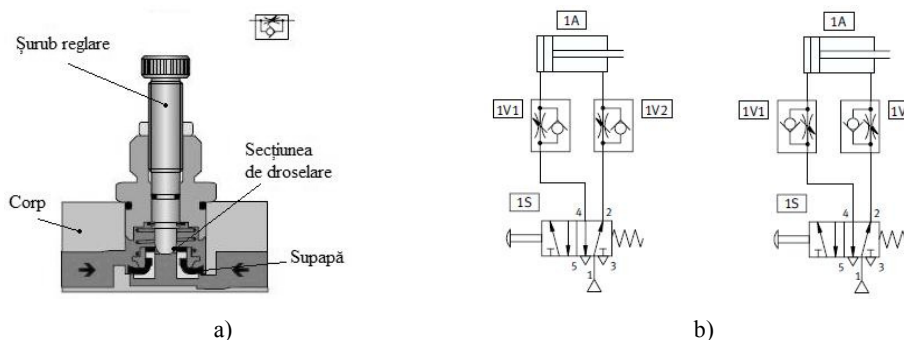 Șurub reglare
Secțiunea
de droselare
Corp
Supapă
a)
1A
1V1
1V2
1S
4
2
5
3
1
1A
1V1
1S
4
2
5
3
1
b)